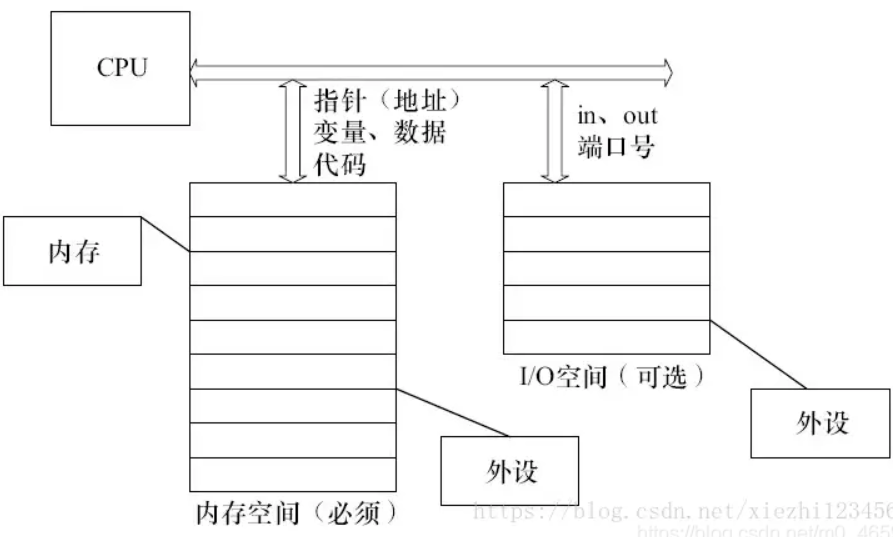 CPU
指针（地址）
变量、数据
代码
in、out
端口号
内存
I/O空间（可选）
外设
外设
内存空间（必须）
https://blog.csdn.net/xiezhi123456
https://blog.csdn.net/m0_465